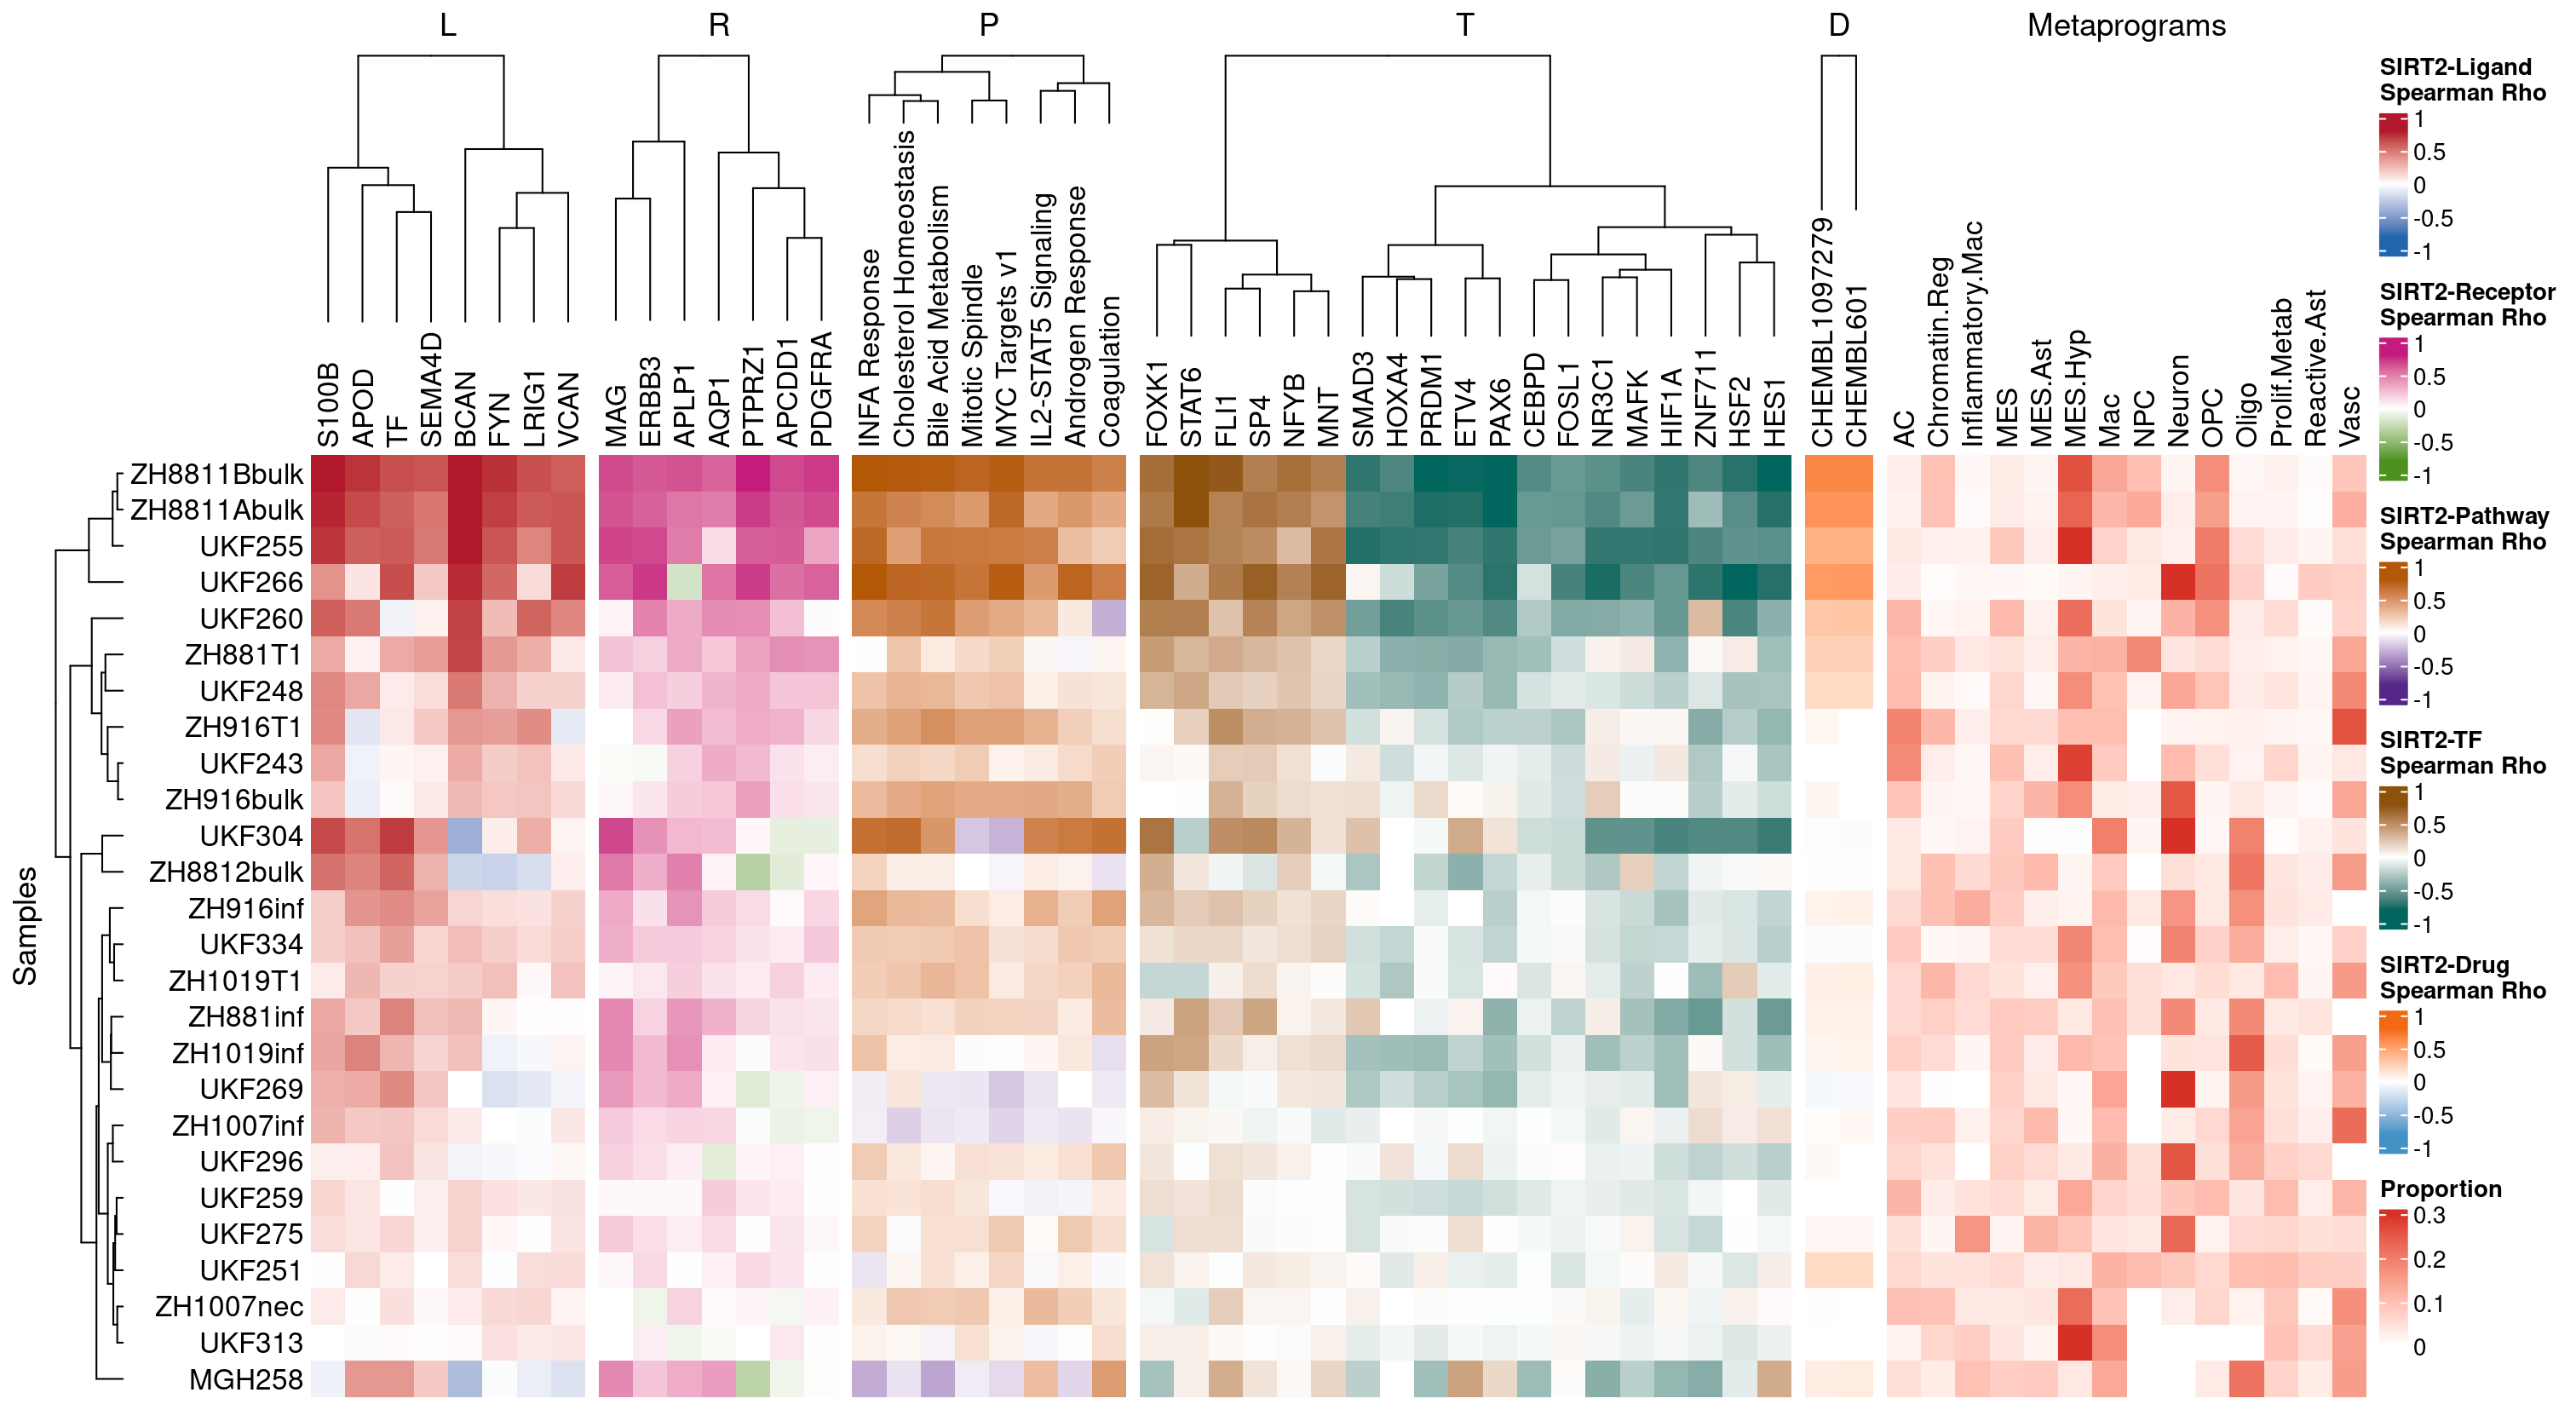 L
R
P
T
D
Metaprograms
S100B
APOD
TF
SEMA4D
BCAN
FYN
LRIG1
VCAN
MAG
ERBB3
APLP1
AQP1
PTPRZ1
APCDD1
PDGFRA
INFA Response
Cholesterol Homeostasis
Bile Acid Metabolism
Mitotic Spindle
MYC Targets v1
IL2-STAT5 Signaling
Androgen Response
Coagulation
FOXK1
STAT6
FLI1
SP4
NFYB
MNT
SMAD3
HOXA4
PRDM1
ETV4
PAX6
CEBPD
FOSL1
NR3C1
MAFK
HIF1A
ZNF711
HSF2
HES1
CHEMBL1097279
CHEMBL601
AC
Chromatin.Reg
Inflammatory.Mac
MES
MES.Ast
MES.Hyp
Mac
NPC
Neuron
OPC
Oligo
Prolif.Metab
Reactive.Ast
Vasc
Samples
ZH8811Bbulk
ZH8811Abulk
UKF255
UKF266
UKF260
ZH881T1
UKF248
ZH916T1
UKF243
ZH916bulk
UKF304
ZH8812bulk
ZH916inf
UKF334
ZH1019T1
ZH881inf
ZH1019inf
UKF269
ZH1007inf
UKF296
UKF259
UKF275
UKF251
ZH1007nec
UKF313
MGH258
SIRT2-Ligand
Spearman Rho
1
0.5
0
-0.5
-1
SIRT2-Receptor
Spearman Rho
1
0.5
0
-0.5
-1
SIRT2-Pathway
Spearman Rho
1
0.5
0
-0.5
-1
SIRT2-TF
Spearman Rho
1
0.5
0
-0.5
-1
SIRT2-Drug
Spearman Rho
1
0.5
0
-0.5
-1
Proportion
0.3
0.2
0.1
0